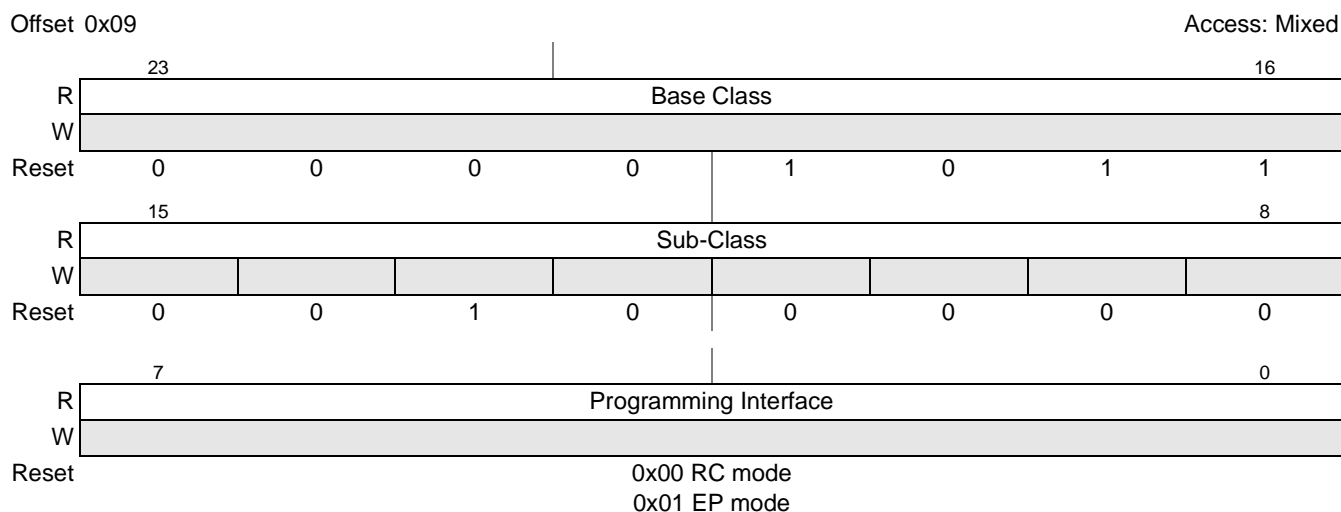 Offset 0x09 Access: Mixed
23 16
R Base Class
W
Reset 0 0 0 0 1 0 1 1
15 8
R Sub-Class
W
Reset 0 0 1 0 0 0 0 0
7 0
R Programming Interface
W
Reset 0x00 RC mode
0x01 EP mode